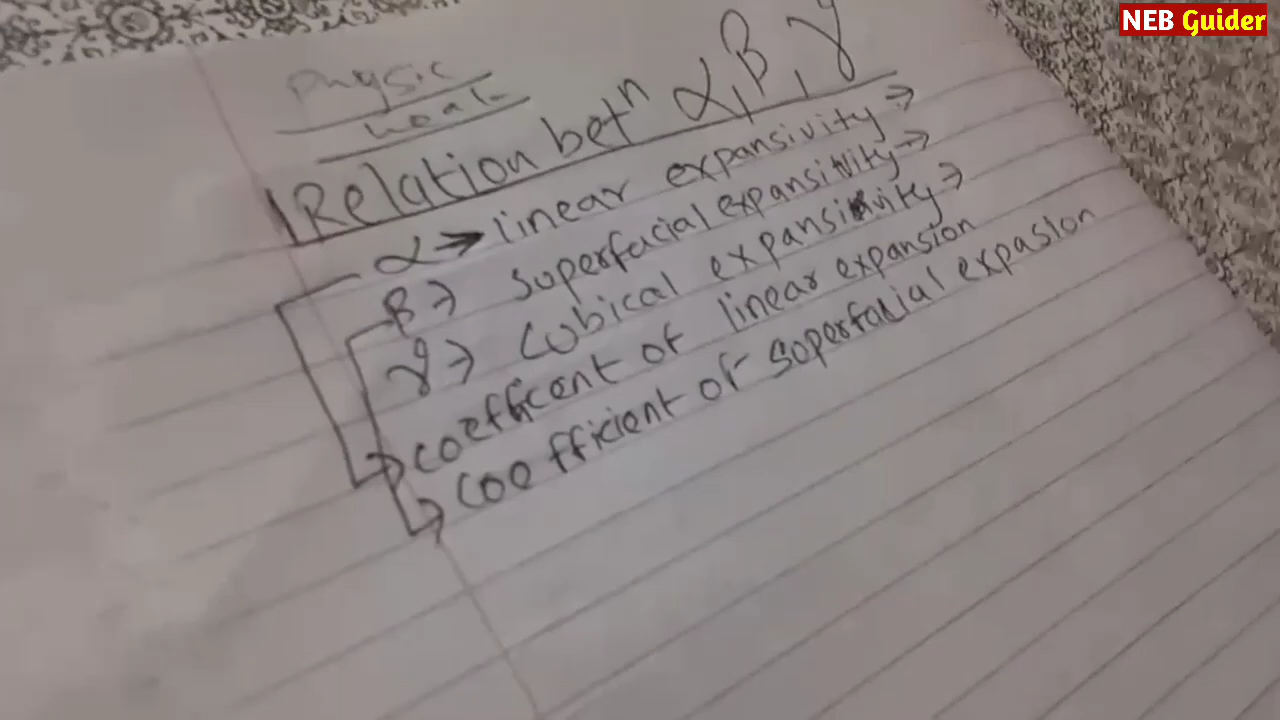 NEB Guider
Physic
heat
Relation betⁿ α, β, γ
α → linear expansivity →
β → superfacial expansitivity →
γ → cubical expansivity →
coefficent of linear expansion
coefficient of superfacial expasion